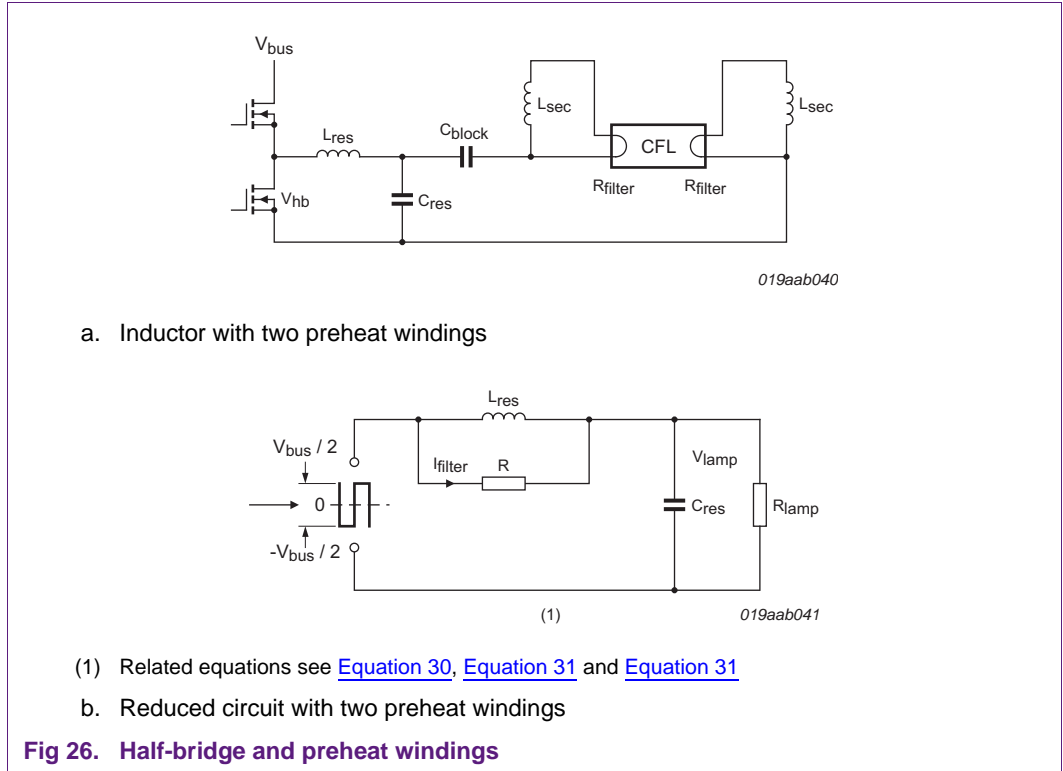 Vbus
Lres
Cblock
Lsec
Lsec
CFL
Rfilter
Rfilter
Vhb
Cres
019aab040
a. Inductor with two preheat windings
Lres
Vbus / 2
Ifilter
R
Vlamp
0
Cres
Rlamp
-Vbus / 2
(1)
019aab041
(1) Related equations see Equation 30, Equation 31 and Equation 31
b. Reduced circuit with two preheat windings
Fig 26. Half-bridge and preheat windings